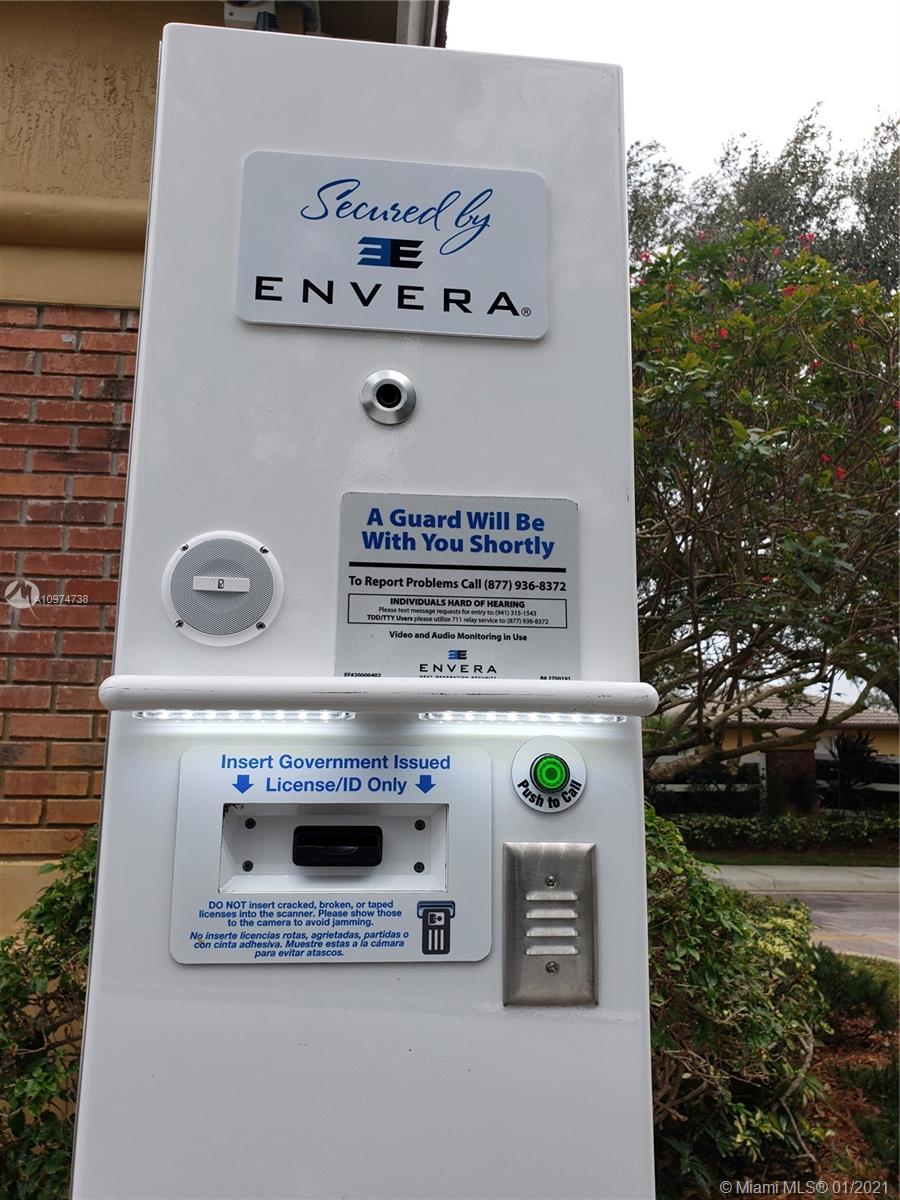 Secured by
ENVERA®
A Guard Will Be
With You Shortly
To Report Problems Call (877) 936-8372
INDIVIDUALS HARD OF HEARING
Please text message requests for entry to: (941) 315-1543
TDD/TTY Users please utilize 711 relay service to: (877) 936-8372
Video and Audio Monitoring in Use
ENVERA
EF#20000402
Insert Government Issued
License/ID Only
Push to Call
DO NOT insert cracked, broken, or taped
licenses into the scanner. Please show those
to the camera to avoid jamming.
No inserte licencias rotas, agrietadas, partidas o
con cinta adhesiva. Muestre estas a la cámara
para evitar atascos.
A10974738
© Miami MLS® 01/2021